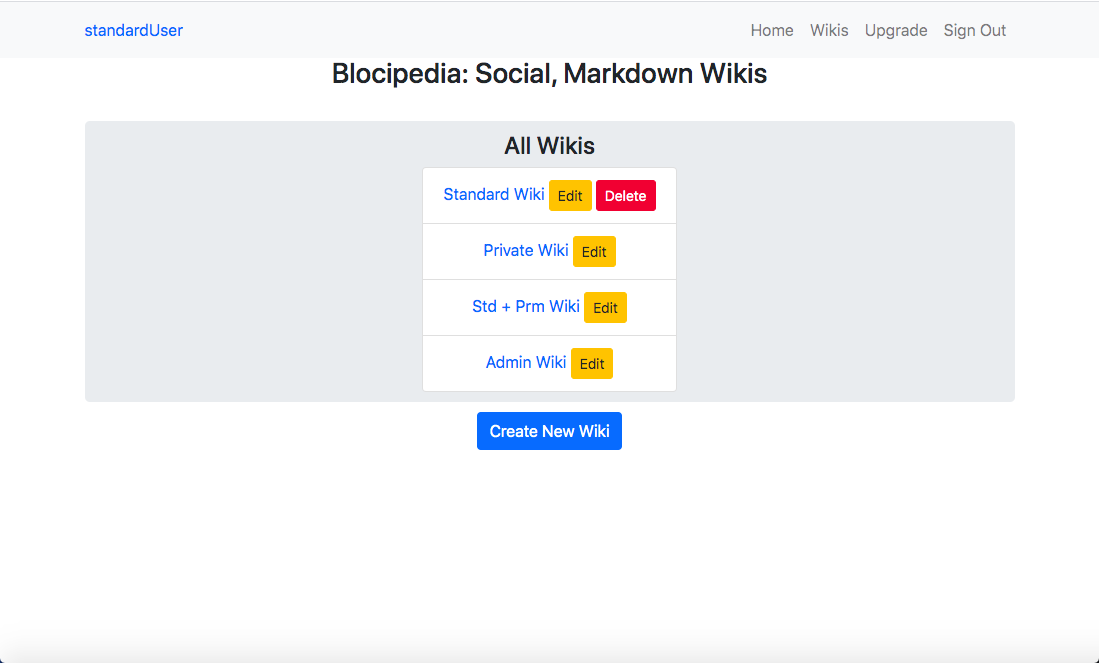 standardUser Home Wikis Upgrade Sign Out
Blocipedia: Social, Markdown Wikis
All Wikis
Standard Wiki Edit Delete
Private Wiki Edit
Std + Prm Wiki Edit
Admin Wiki Edit
Create New Wiki